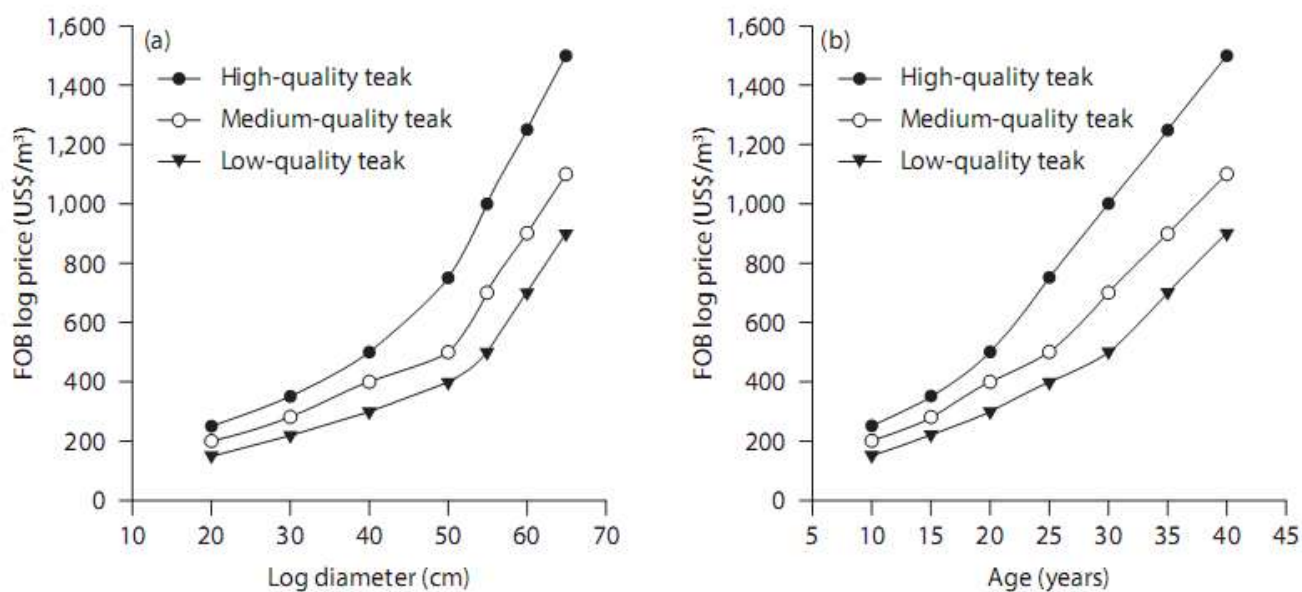 (a)
High-quality teak
Medium-quality teak
Low-quality teak
FOB log price (US$/m³)
1,600
1,400
1,200
1,000
800
600
400
200
0
10 20 30 40 50 60 70
Log diameter (cm)
(b)
High-quality teak
Medium-quality teak
Low-quality teak
FOB log price (US$/m³)
1,600
1,400
1,200
1,000
800
600
400
200
0
5 10 15 20 25 30 35 40 45
Age (years)